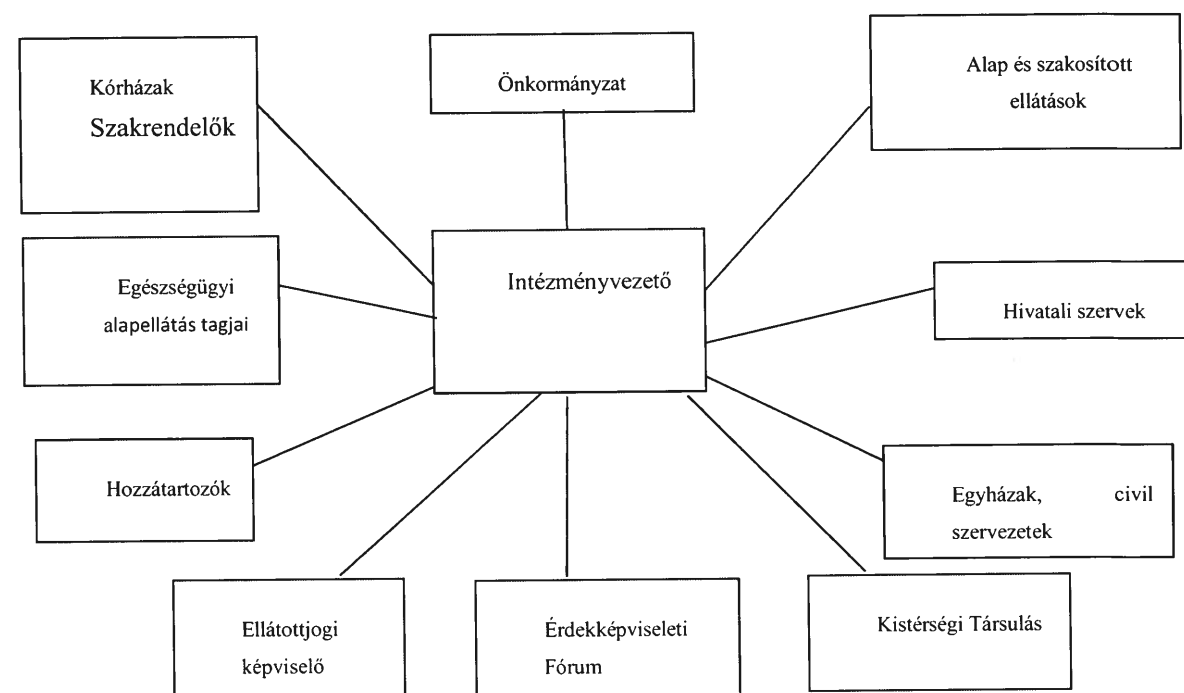 Kórházak
Szakrendelők
Önkormányzat
Alap és szakosított
ellátások
Egészségügyi
alapellátás tagjai
Intézményvezető
Hivatali szervek
Hozzátartozók
Egyházak, civil
szervezetek
Ellátottjogi
képviselő
Érdekképviseleti
Fórum
Kistérségi Társulás